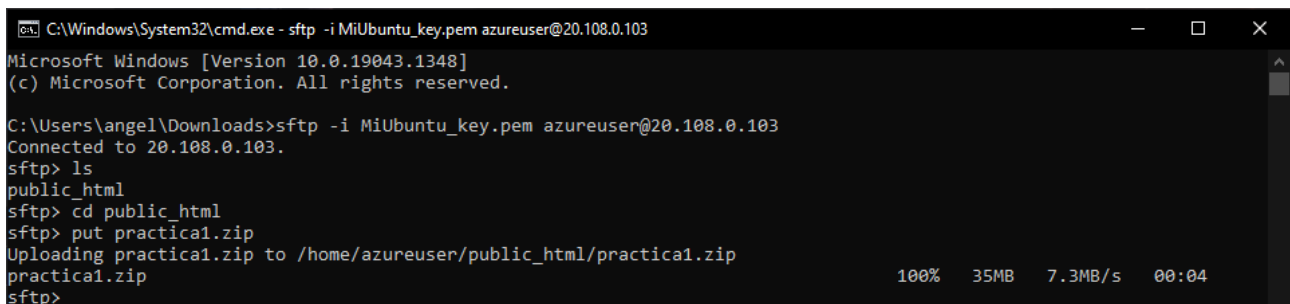 C:\Windows\System32\cmd.exe - sftp -i MiUbuntu_key.pem azureuser@20.108.0.103
Microsoft Windows [Version 10.0.19043.1348]
(c) Microsoft Corporation. All rights reserved.
C:\Users\angel\Downloads>sftp -i MiUbuntu_key.pem azureuser@20.108.0.103
Connected to 20.108.0.103.
sftp> ls
public_html
sftp> cd public_html
sftp> put practica1.zip
Uploading practica1.zip to /home/azureuser/public_html/practica1.zip
practica1.zip 100% 35MB 7.3MB/s 00:04
sftp>